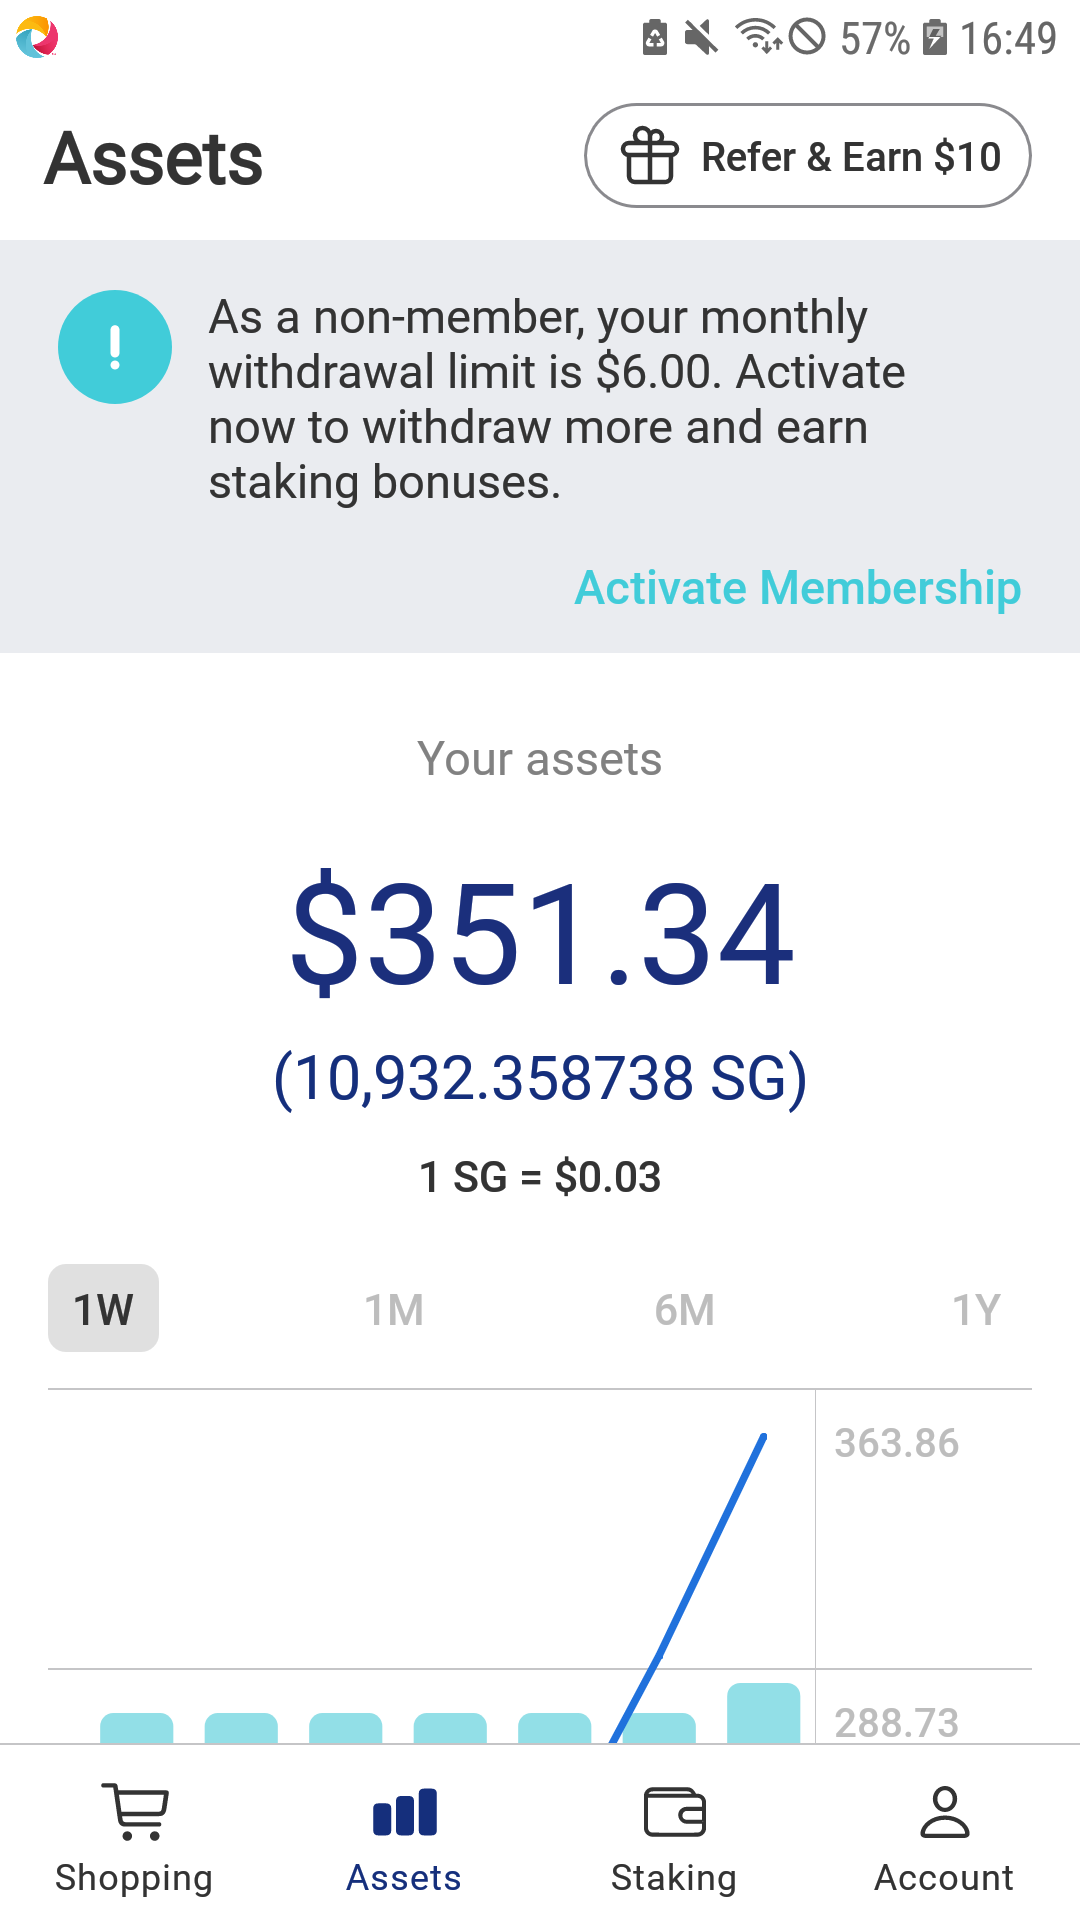 57% 16:49
Assets
Refer & Earn $10
As a non-member, your monthly
withdrawal limit is $6.00. Activate
now to withdraw more and earn
staking bonuses.
Activate Membership
Your assets
$351.34
(10,932.358738 SG)
1 SG = $0.03
1W 1M 6M 1Y
363.86
288.73
Shopping Assets Staking Account